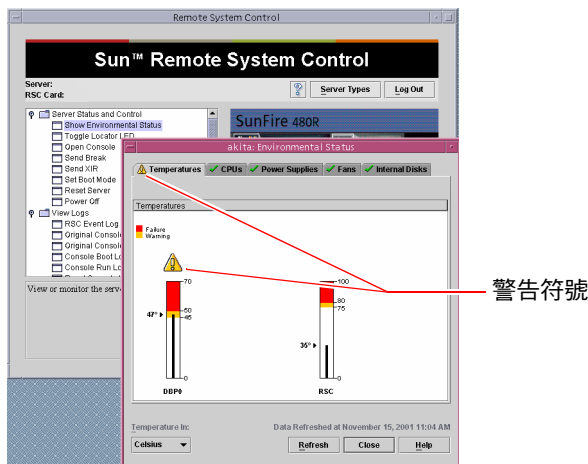 Remote System Control
Sun™ Remote System Control
Server:
RSC Card:
Server Types
Log Out
Server Status and Control
Show Environmental Status
Toggle Locator LED
Open Console
Send Break
Send XIR
Set Boot Mode
Reset Server
Power Off
View Logs
RSC Event Log
Original Consol
Original Consol
Console Boot L
Console Run Lo
View or monitor the serv
SunFire 480R
akita: Environmental Status
Temperatures
CPUs
Power Supplies
Fans
Internal Disks
Temperatures
Failure
Warning
70
50
45
47°
0
DBP0
100
80
75
35°
0
RSC
警告符號
Temperature In:
Data Refreshed at November 15, 2001 11:04 AM
Celsius
Refresh
Close
Help